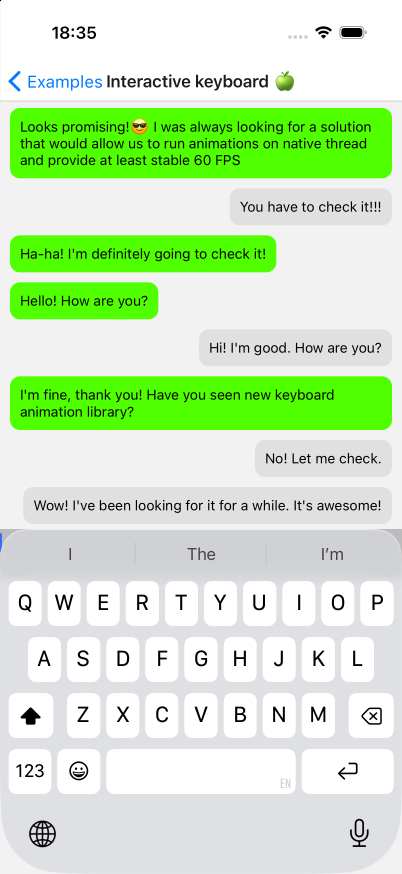 18:35
Examples Interactive keyboard 🍏
Looks promising!😎 I was always looking for a solution
that would allow us to run animations on native thread
and provide at least stable 60 FPS
You have to check it!!!
Ha-ha! I'm definitely going to check it!
Hello! How are you?
Hi! I'm good. How are you?
I'm fine, thank you! Have you seen new keyboard
animation library?
No! Let me check.
Wow! I've been looking for it for a while. It's awesome!
I The I’m
Q W E R T Y U I O P
A S D F G H J K L
Z X C V B N M
123 EN